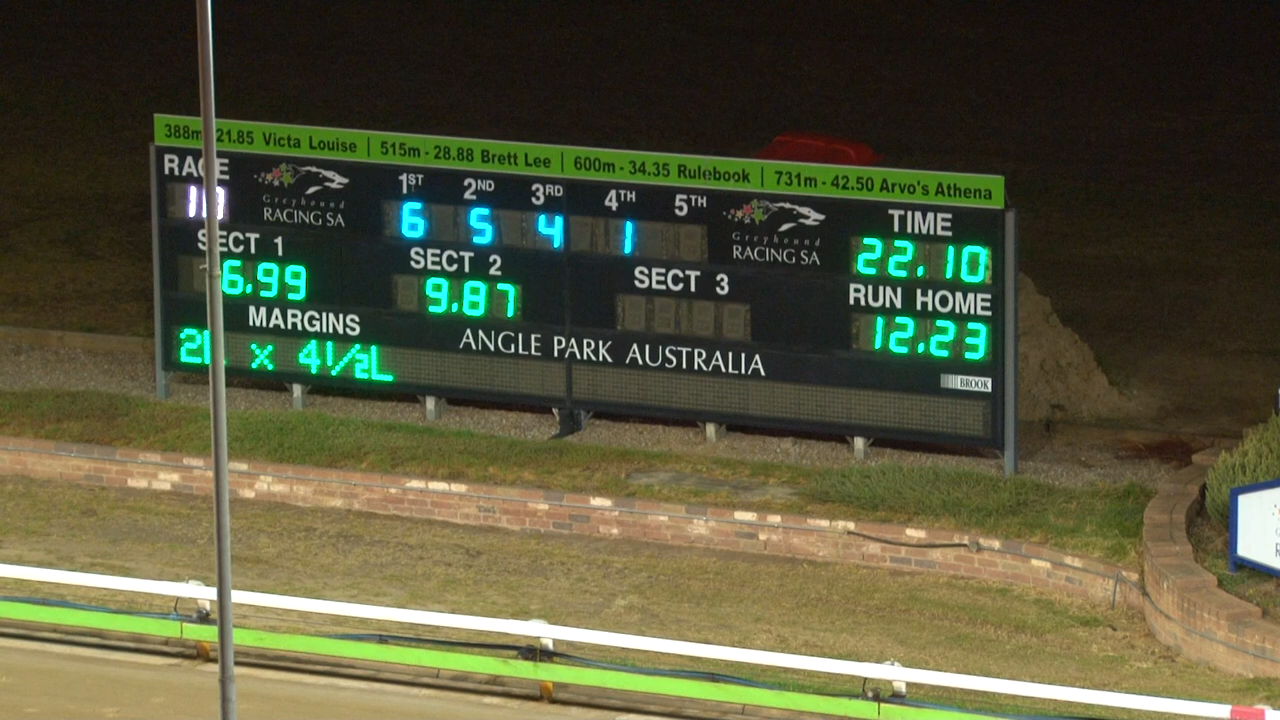 388m 21.85 Victa Louise | 515m - 28.88 Brett Lee | 600m - 34.35 Rulebook | 731m - 42.50 Arvo's Athena
RACE
Greyhound
RACING SA
1ST 2ND 3RD 4TH 5TH
6 5 4 1
Greyhound
RACING SA
TIME
22.10
SECT 1
6.99
SECT 2
9.87
SECT 3
RUN HOME
12.23
MARGINS
2L x 4½L
ANGLE PARK AUSTRALIA
BROOK